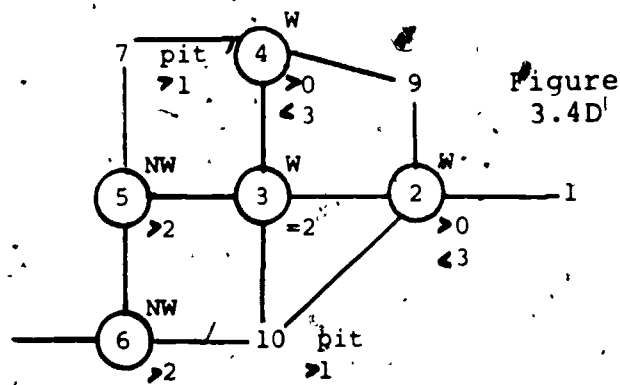 W
7 pit 4
>1 >0 9 Figure
<3 3.4D
NW W W
5 3 2 I
>2 =2 >0
<3
NW
6 10 pit
>2 >1